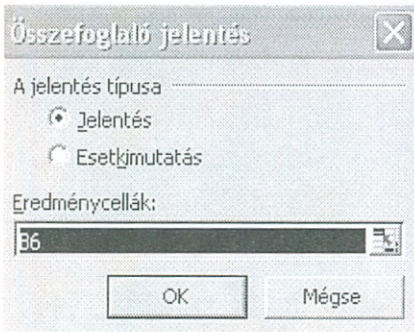 Összefoglaló jelentés
A jelentés típusa
Jelentés
Esetkimutatás
Eredménycellák:
B6
OK
Mégse